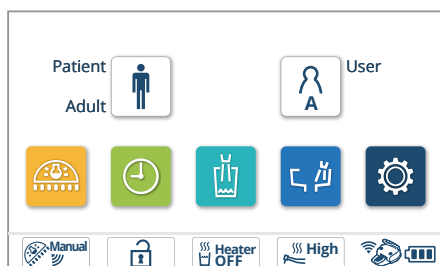 Patient
User
Adult
A
Manual
Heater
OFF
High